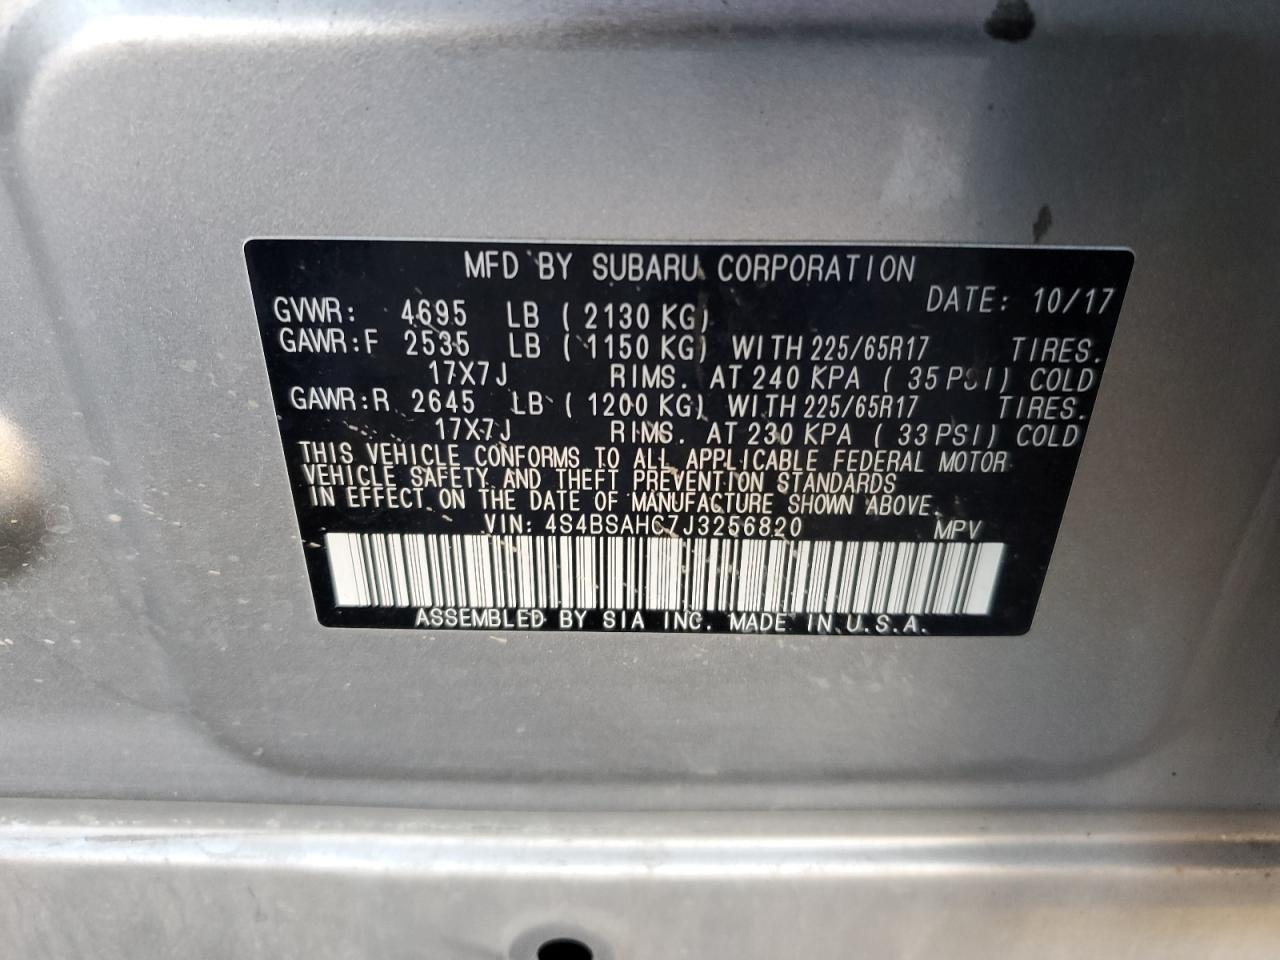 MFD BY SUBARU CORPORATION
DATE: 10/17
GVWR: 4695 LB ( 2130 KG)
GAWR:F 2535 LB ( 1150 KG) WITH 225/65R17 TIRES.
17X7J RIMS. AT 240 KPA ( 35 PSI) COLD
GAWR:R 2645 LB ( 1200 KG) WITH 225/65R17 TIRES.
17X7J RIMS. AT 230 KPA ( 33 PSI) COLD
THIS VEHICLE CONFORMS TO ALL APPLICABLE FEDERAL MOTOR
VEHICLE SAFETY AND THEFT PREVENTION STANDARDS
IN EFFECT ON THE DATE OF MANUFACTURE SHOWN ABOVE.
VIN: 4S4BSAHC7J3256820 MPV
ASSEMBLED BY SIA INC. MADE IN U.S.A.